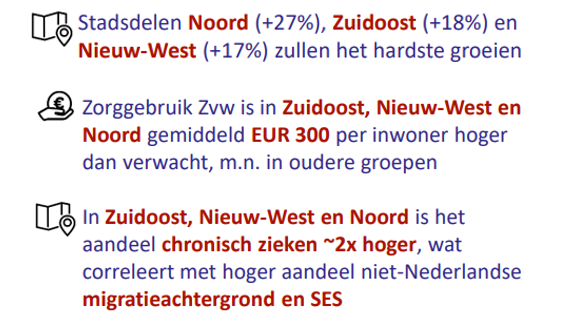 Stadsdelen Noord (+27%), Zuidoost (+18%) en
Nieuw-West (+17%) zullen het hardste groeien
€
Zorggebruik Zvw is in Zuidoost, Nieuw-West en
Noord gemiddeld EUR 300 per inwoner hoger
dan verwacht, m.n. in oudere groepen
In Zuidoost, Nieuw-West en Noord is het
aandeel chronisch zieken ~2x hoger, wat
correleert met hoger aandeel niet-Nederlandse
migratieachtergrond en SES